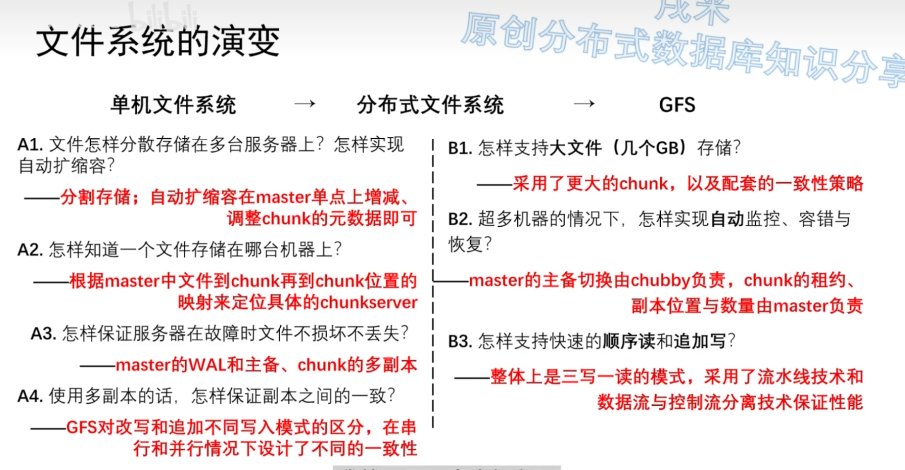 bilibili
戌米
原创分布式数据库知识分享
文件系统的演变
单机文件系统 → 分布式文件系统 → GFS
A1. 文件怎样分散存储在多台服务器上？怎样实现
自动扩缩容？
——分割存储；自动扩缩容在master单点上增减、
调整chunk的元数据即可
A2. 怎样知道一个文件存储在哪台机器上？
——根据master中文件到chunk再到chunk位置的
映射来定位具体的chunkserver
A3. 怎样保证服务器在故障时文件不损坏不丢失？
——master的WAL和主备、chunk的多副本
A4. 使用多副本的话，怎样保证副本之间的一致？
——GFS对改写和追加不同写入模式的区分，在串
行和并行情况下设计了不同的一致性
B1. 怎样支持大文件（几个GB）存储？
——采用了更大的chunk，以及配套的一致性策略
B2. 超多机器的情况下，怎样实现自动监控、容错与
恢复？
——master的主备切换由chubby负责，chunk的租约、
副本位置与数量由master负责
B3. 怎样支持快速的顺序读和追加写？
——整体上是三写一读的模式，采用了流水线技术和
数据流与控制流分离技术保证性能